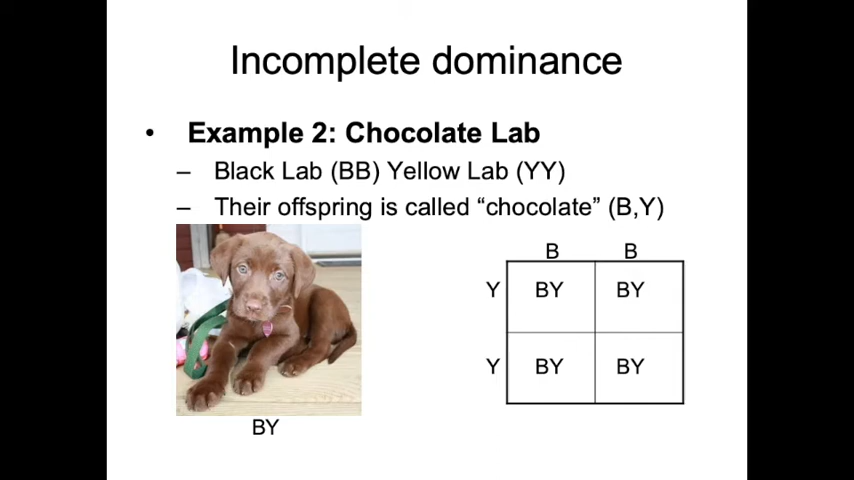 Incomplete dominance
• Example 2: Chocolate Lab
– Black Lab (BB) Yellow Lab (YY)
– Their offspring is called “chocolate” (B,Y)
B B
Y BY BY
Y BY BY
BY